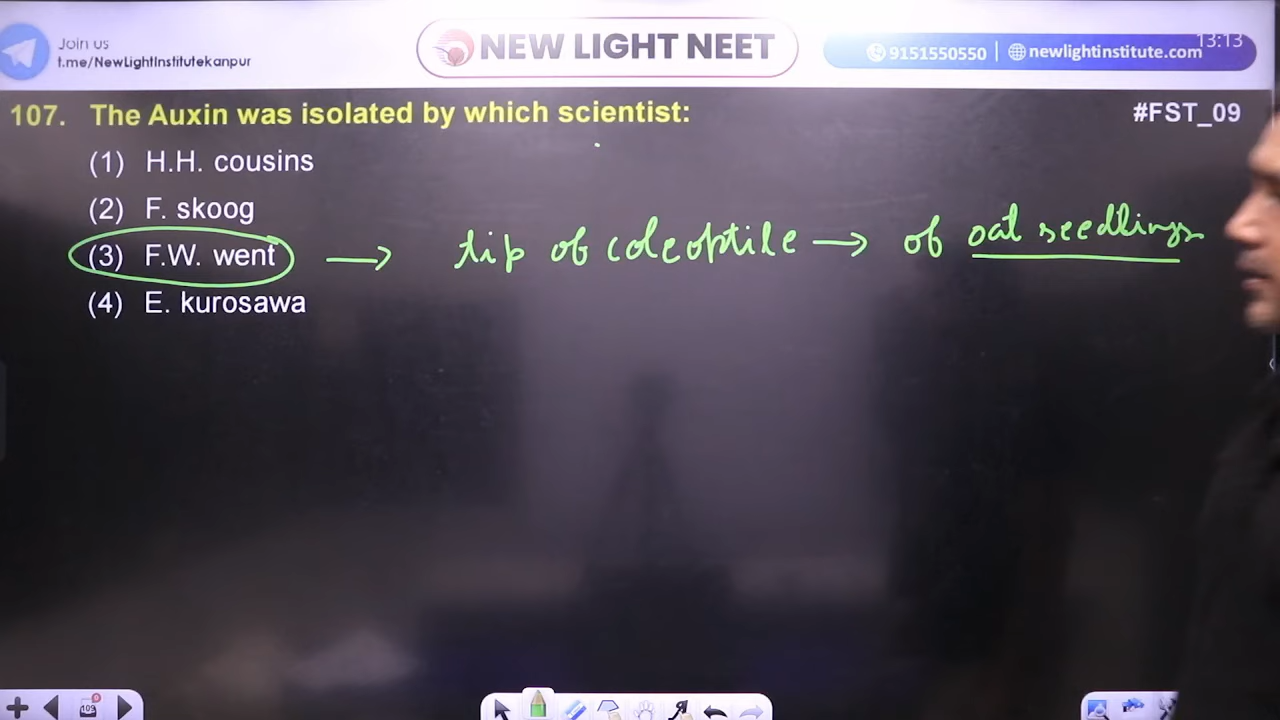 Join us
t.me/NewLightInstitutekanpur
NEW LIGHT NEET
9151550550 | newlightinstitute.com
13:13
107. The Auxin was isolated by which scientist:
#FST_09
(1) H.H. cousins
(2) F. skoog
(3) F.W. went → tip of coleoptile → of oat seedlings
(4) E. kurosawa
109